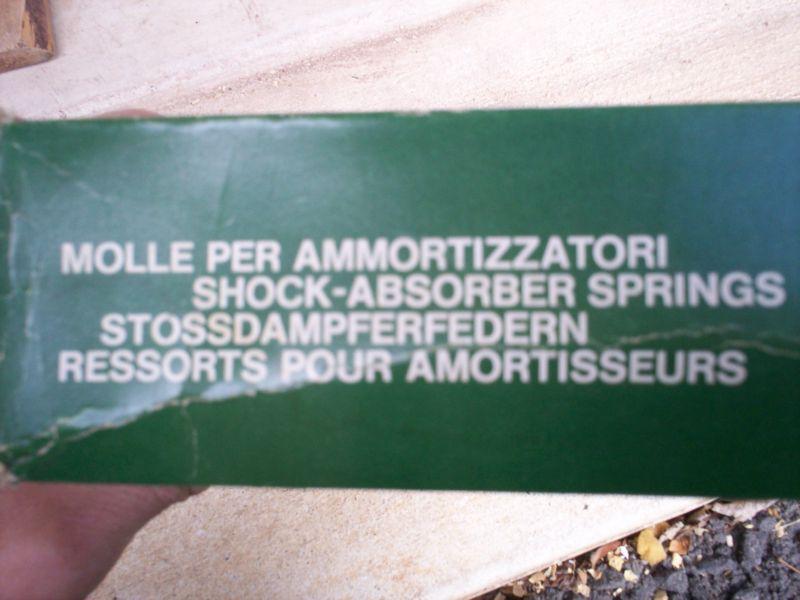 MOLLE PER AMMORTIZZATORI
SHOCK-ABSORBER SPRINGS
STOSSDAMPFERFEDERN
RESSORTS POUR AMORTISSEURS